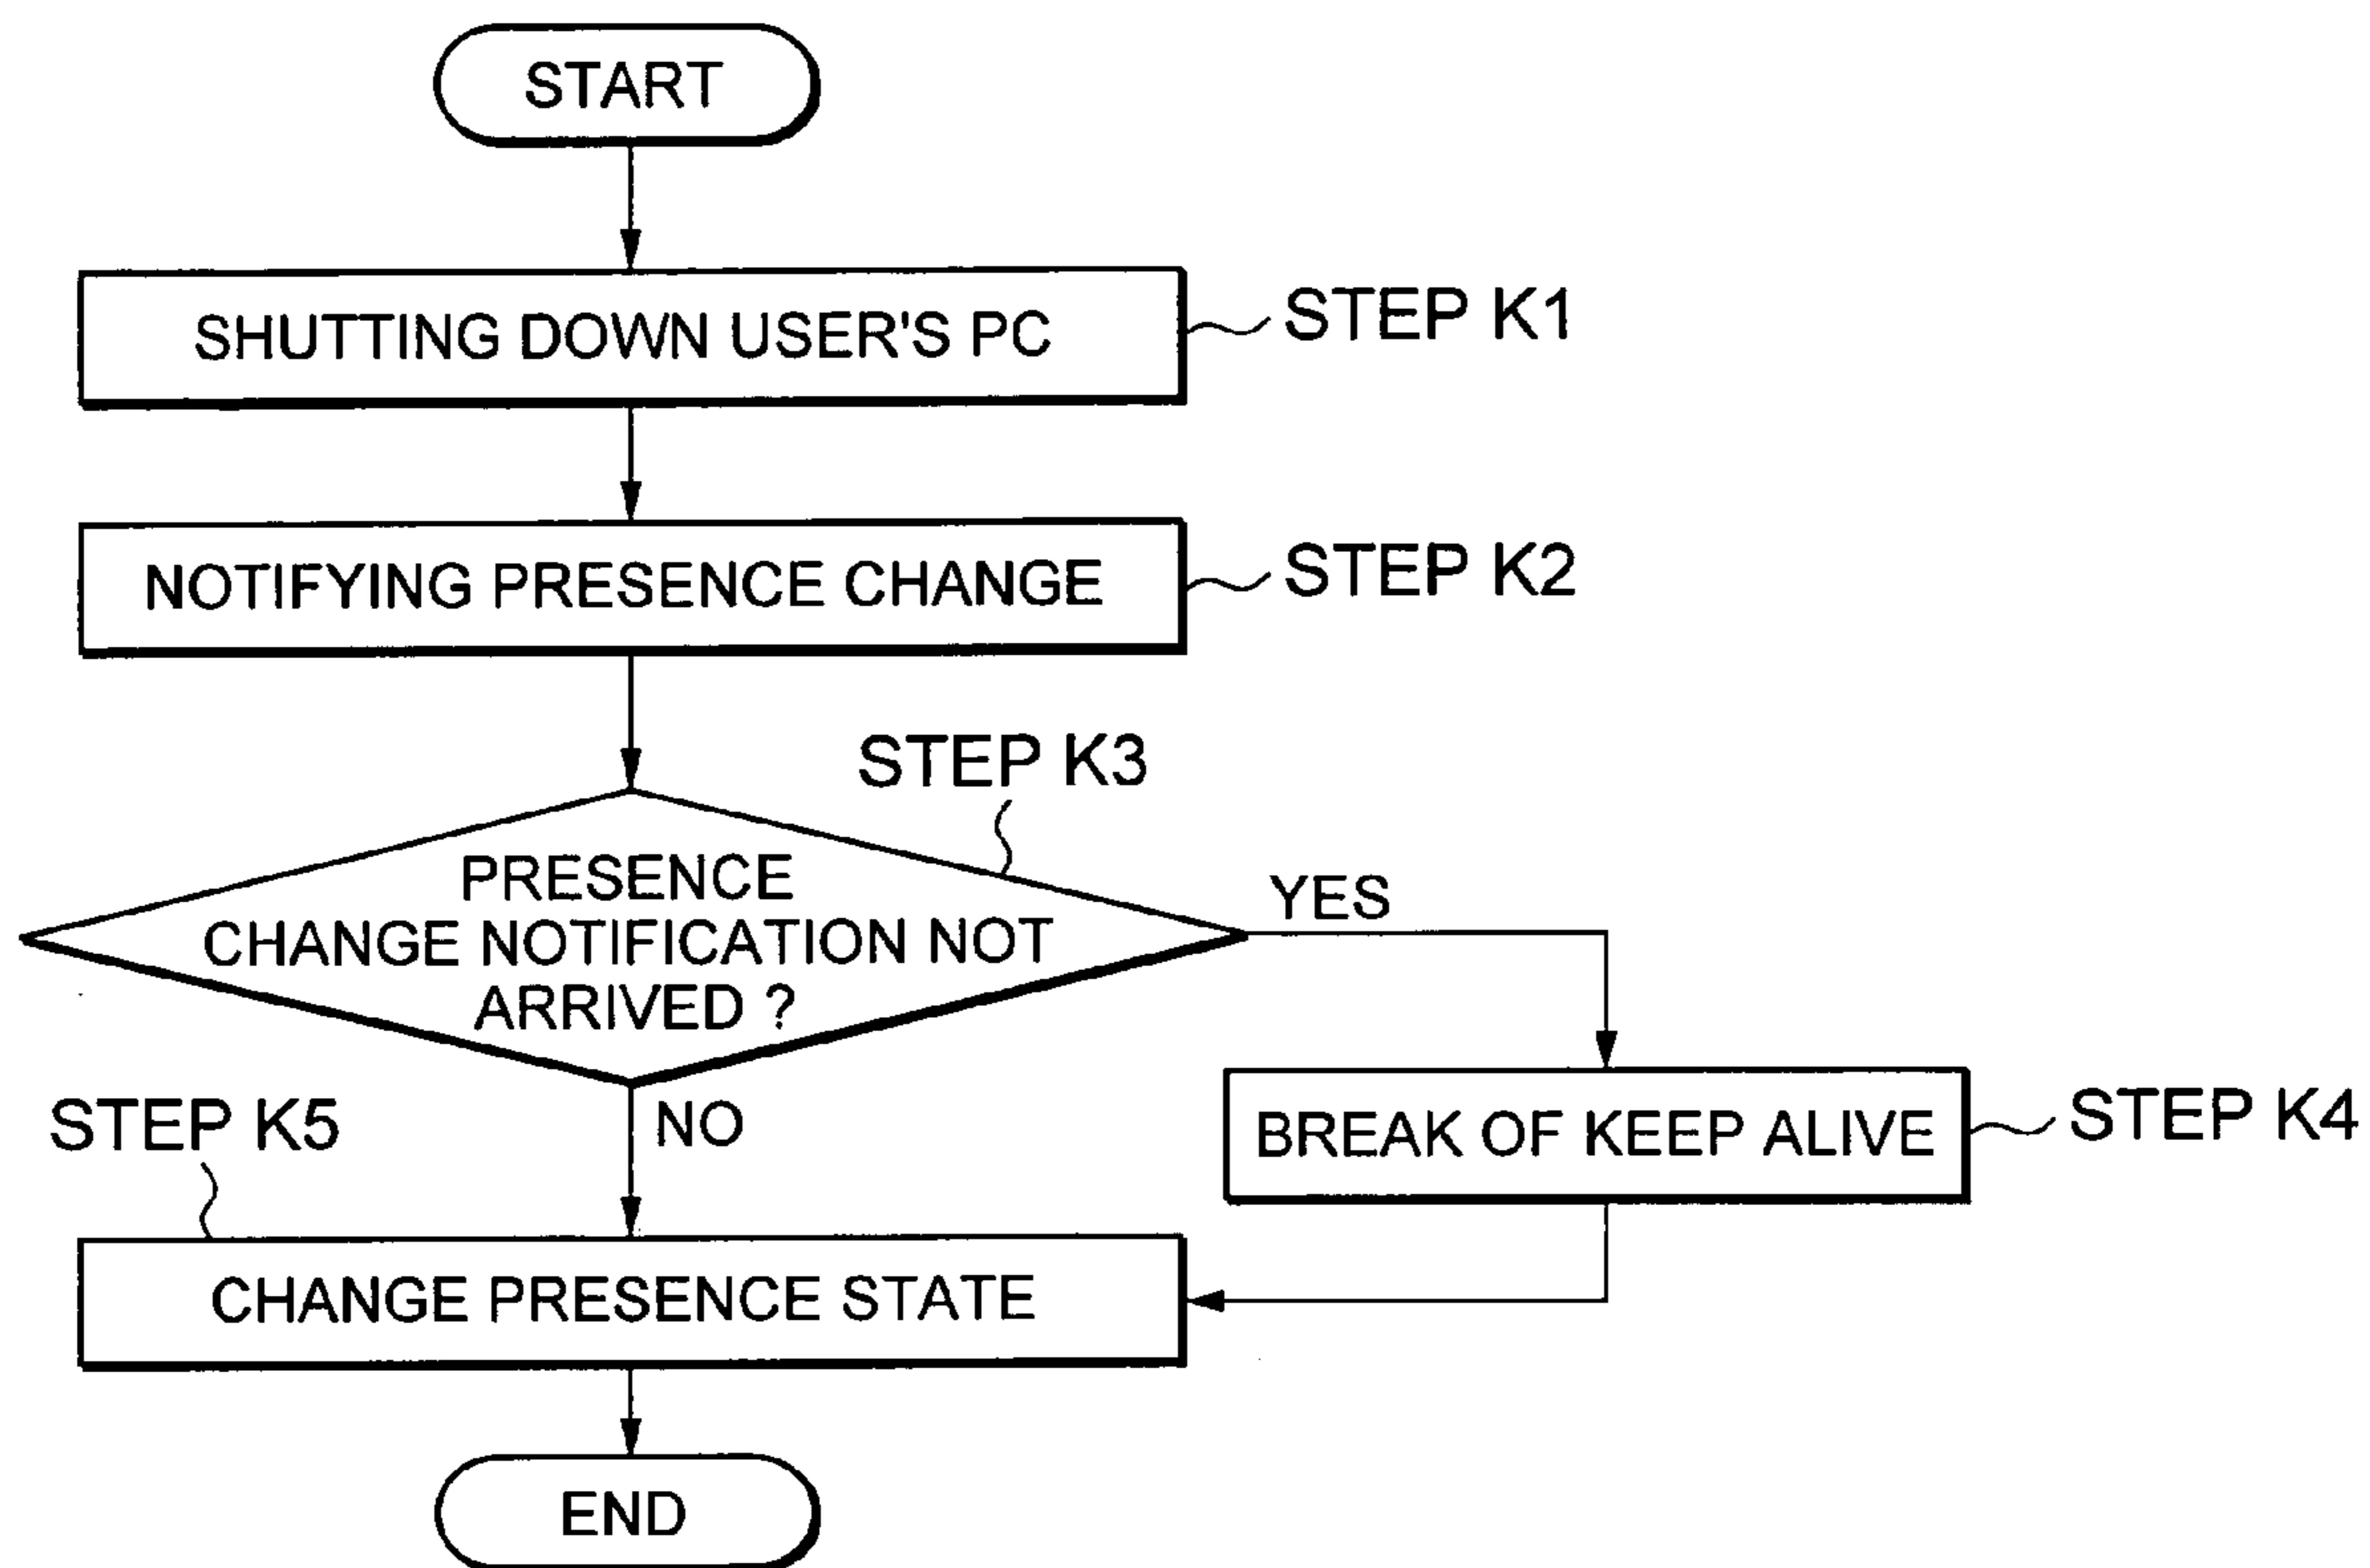 START
SHUTTING DOWN USER'S PC
STEP K1
NOTIFYING PRESENCE CHANGE
STEP K2
STEP K3
PRESENCE
CHANGE NOTIFICATION NOT
ARRIVED ?
YES
NO
BREAK OF KEEP ALIVE
STEP K4
STEP K5
CHANGE PRESENCE STATE
END